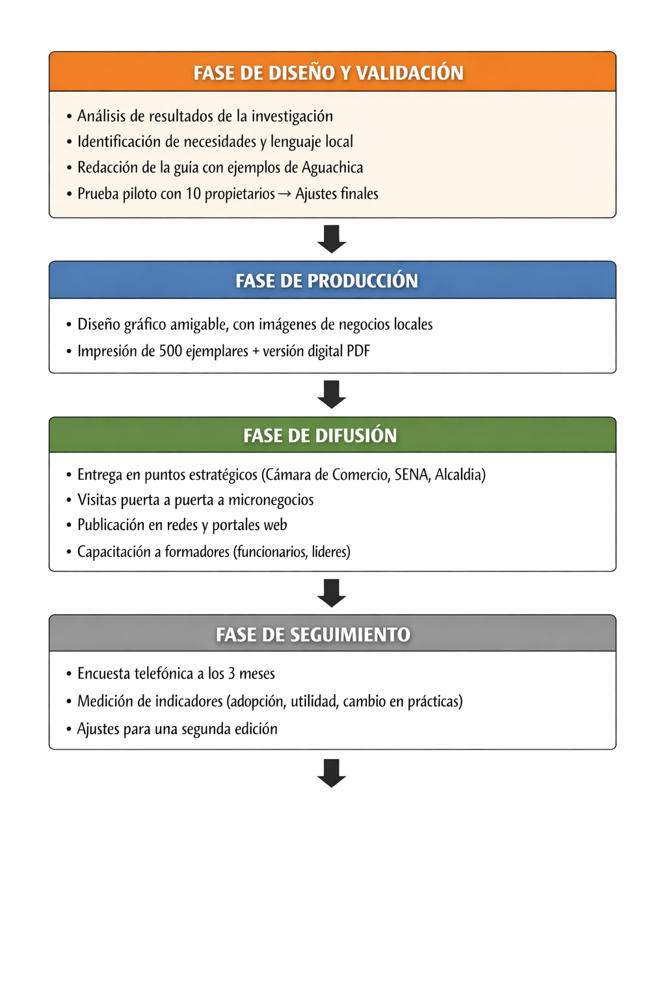 FASE DE DISEÑO Y VALIDACIÓN
• Análisis de resultados de la investigación
• Identificación de necesidades y lenguaje local
• Redacción de la guía con ejemplos de Aguachica
• Prueba piloto con 10 propietarios → Ajustes finales
FASE DE PRODUCCIÓN
• Diseño gráfico amigable, con imágenes de negocios locales
• Impresión de 500 ejemplares + versión digital PDF
FASE DE DIFUSIÓN
• Entrega en puntos estratégicos (Cámara de Comercio, SENA, Alcaldia)
• Visitas puerta a puerta a micronegocios
• Publicación en redes y portales web
• Capacitación a formadores (funcionarios, lideres)
FASE DE SEGUIMIENTO
• Encuesta telefónica a los 3 meses
• Medición de indicadores (adopción, utilidad, cambio en prácticas)
• Ajustes para una segunda edición